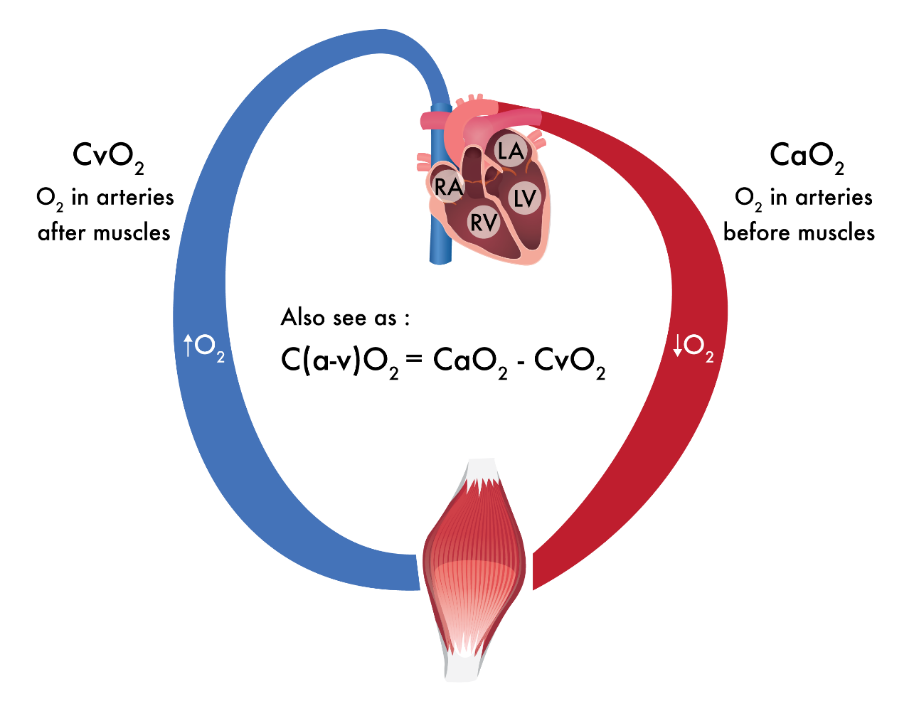 CvO₂
O₂ in arteries
after muscles
CaO₂
O₂ in arteries
before muscles
LA
RA
LV
RV
Also see as :
C(a-v)O₂ = CaO₂ - CvO₂
↑O₂
↓O₂